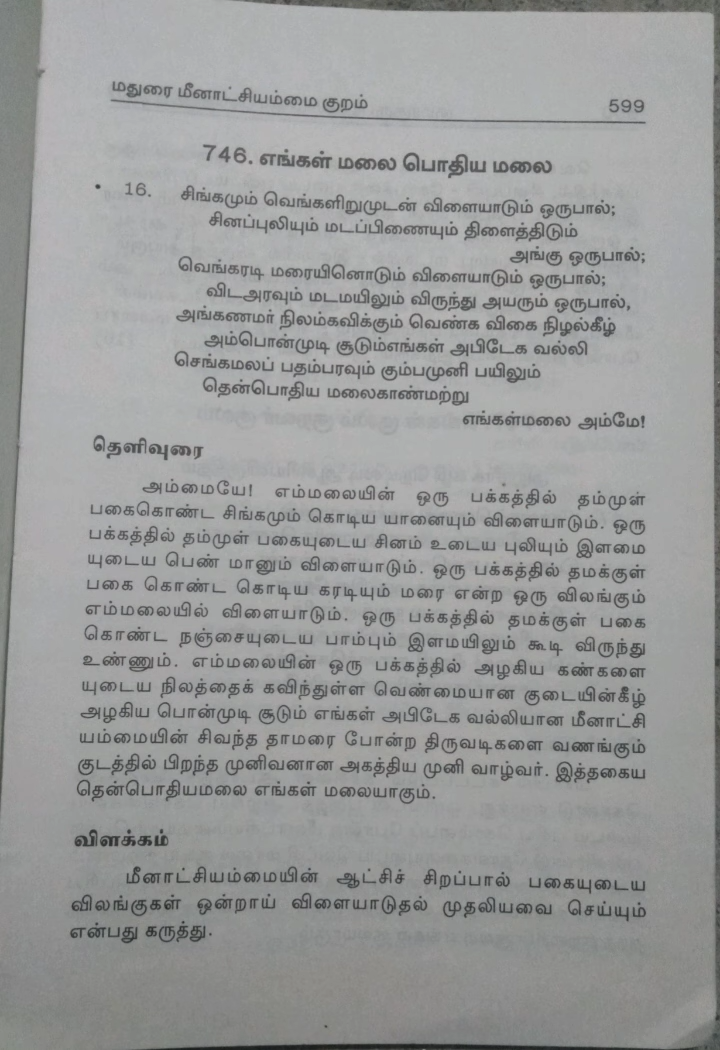 மதுரை மீனாட்சியம்மை குறம் 599
746. எங்கள் மலை பொதிய மலை
16. சிங்கமும் வெங்களிறுமுடன் விளையாடும் ஒருபால்;
சினப்புலியும் மடப்பிணையும் திளைத்திடும்
அங்கு ஒருபால்;
வெங்கரடி மரையினொடும் விளையாடும் ஒருபால்;
விடஅரவும் மடமயிலும் விருந்து அயரும் ஒருபால்,
அங்கணமர் நிலம்கவிக்கும் வெண்க விகை நிழல்கீழ்
அம்பொன்முடி சூடும்எங்கள் அபிடேக வல்லி
செங்கமலப் பதம்பரவும் கும்பமுனி பயிலும்
தென்பொதிய மலைகாண்மற்று
எங்கள்மலை அம்மே!
தெளிவுரை
அம்மையே! எம்மலையின் ஒரு பக்கத்தில் தம்முள்
பகைகொண்ட சிங்கமும் கொடிய யானையும் விளையாடும். ஒரு
பக்கத்தில் தம்முள் பகையுடைய சினம் உடைய புலியும் இளமை
யுடைய பெண் மானும் விளையாடும். ஒரு பக்கத்தில் தமக்குள்
பகை கொண்ட கொடிய கரடியும் மரை என்ற ஒரு விலங்கும்
எம்மலையில் விளையாடும். ஒரு பக்கத்தில் தமக்குள் பகை
கொண்ட நஞ்சையுடைய பாம்பும் இளமயிலும் கூடி விருந்து
உண்ணும். எம்மலையின் ஒரு பக்கத்தில் அழகிய கண்களை
யுடைய நிலத்தைக் கவிந்துள்ள வெண்மையான குடையின்கீழ்
அழகிய பொன்முடி சூடும் எங்கள் அபிடேக வல்லியான மீனாட்சி
யம்மையின் சிவந்த தாமரை போன்ற திருவடிகளை வணங்கும்
குடத்தில் பிறந்த முனிவனான அகத்திய முனி வாழ்வர். இத்தகைய
தென்பொதியமலை எங்கள் மலையாகும்.
விளக்கம்
மீனாட்சியம்மையின் ஆட்சிச் சிறப்பால் பகையுடைய
விலங்குகள் ஒன்றாய் விளையாடுதல் முதலியவை செய்யும்
என்பது கருத்து.